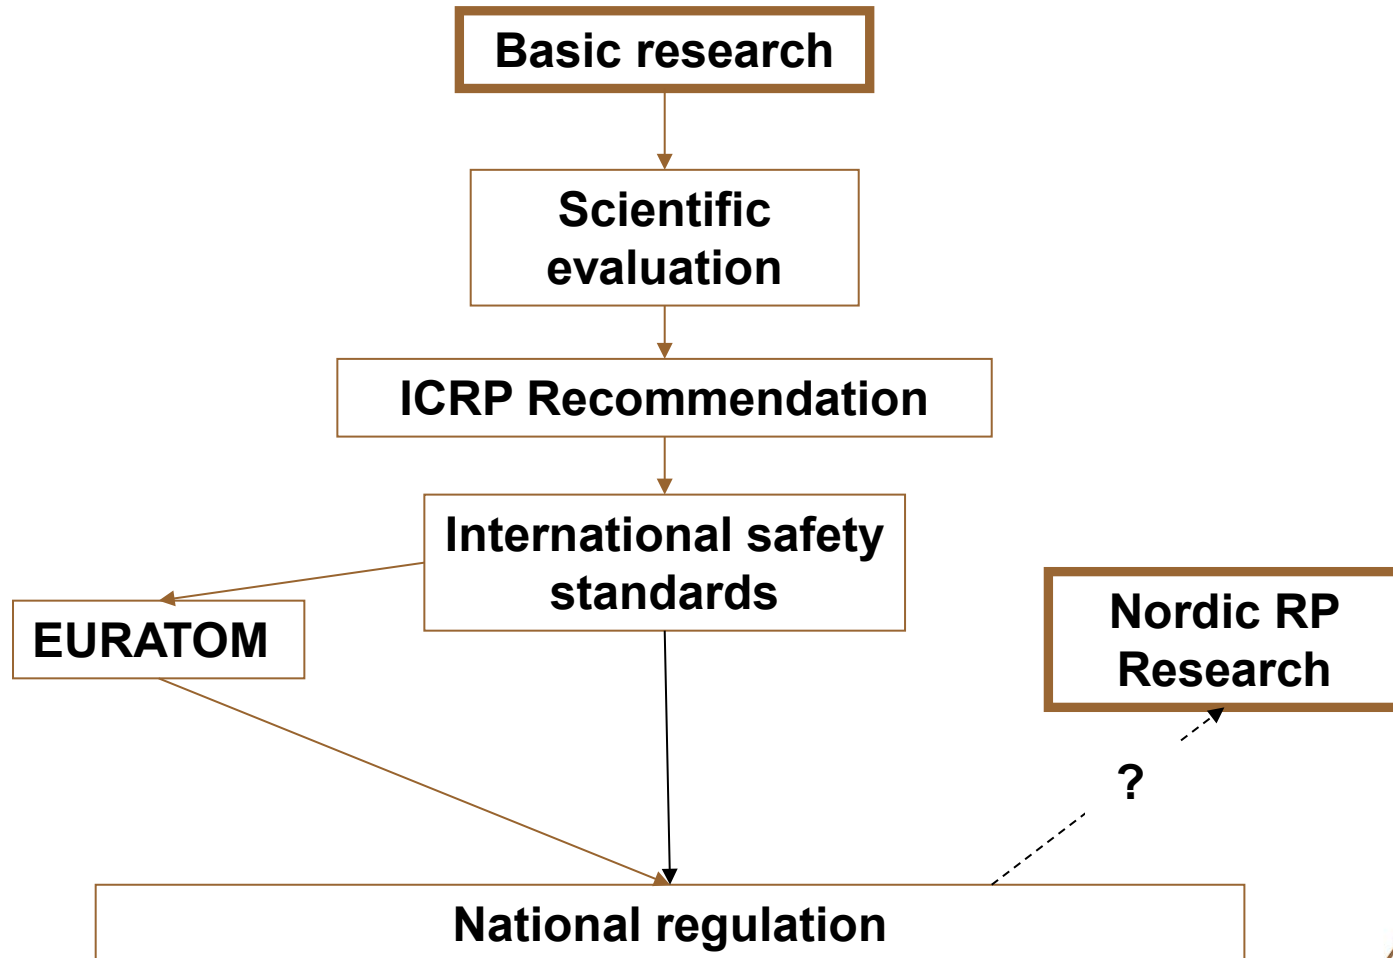 Basic research
Scientific
evaluation
ICRP Recommendation
International safety
standards
EURATOM
Nordic RP
Research
?
National regulation